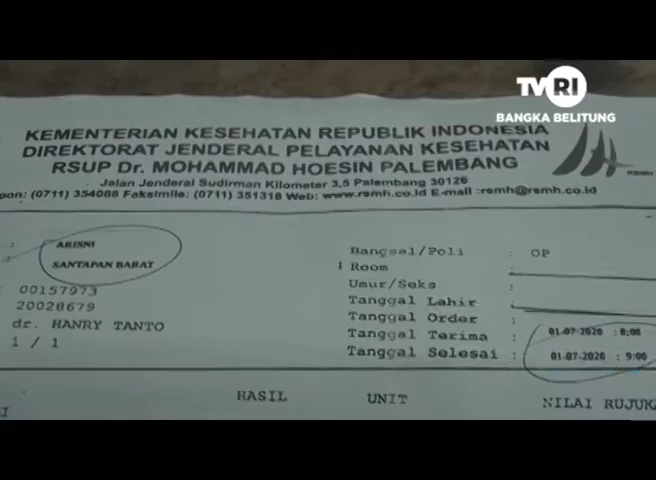 TVRI
BANGKA BELITUNG
KEMENTERIAN KESEHATAN REPUBLIK INDONESIA
DIREKTORAT JENDERAL PELAYANAN KESEHATAN
RSUP Dr. MOHAMMAD HOESIN PALEMBANG
Jalan Jenderal Sudirman Kilometer 3,5 Palembang 30126
pon: (0711) 354088 Faksimile: (0711) 351318 Web: www.rsmh.co.id E-mail :rsmh@rsmh.co.id
: ARISNI
SANTAPAN BARAT
: 00157973
20028679
dr. HANRY TANTO
1 / 1
Bangsal/Poli : OP
Room
Umur/Seks :
Tanggal Lahir :
Tanggal Order :
Tanggal Terima : 01-07-2020 : 8;00
Tanggal Selesai : 01-07-2020 : 9:00
HASIL UNIT NILAI RUJUKA